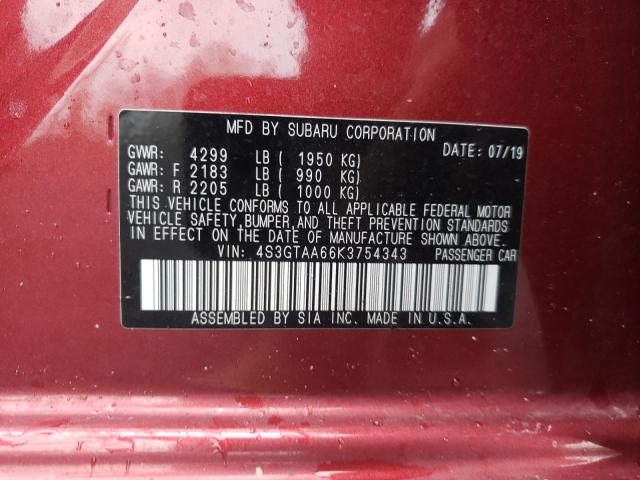 MFD BY SUBARU CORPORATION
DATE: 07/19
GVWR: 4299 LB ( 1950 KG)
GAWR: F 2183 LB ( 990 KG)
GAWR: R 2205 LB ( 1000 KG)
THIS VEHICLE CONFORMS TO ALL APPLICABLE FEDERAL MOTOR
VEHICLE SAFETY, BUMPER, AND THEFT PREVENTION STANDARDS
IN EFFECT ON THE DATE OF MANUFACTURE SHOWN ABOVE.
VIN: 4S3GTAA66K3754343 PASSENGER CAR
ASSEMBLED BY SIA INC. MADE IN U.S.A.